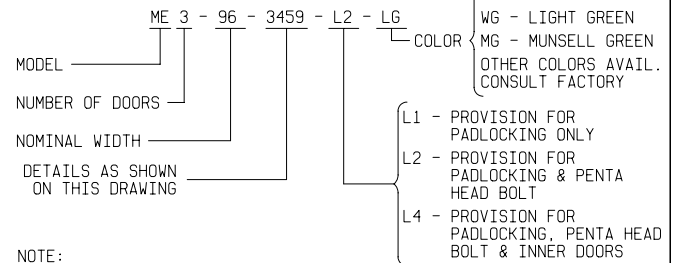 ME 3 - 96 - 3459 - L2 - LG
COLOR
WG - LIGHT GREEN
MG - MUNSELL GREEN
OTHER COLORS AVAIL.
CONSULT FACTORY
MODEL
NUMBER OF DOORS
NOMINAL WIDTH
DETAILS AS SHOWN
ON THIS DRAWING
L1 - PROVISION FOR
PADLOCKING ONLY
L2 - PROVISION FOR
PADLOCKING & PENTA
HEAD BOLT
L4 - PROVISION FOR
PADLOCKING, PENTA HEAD
BOLT & INNER DOORS
NOTE: